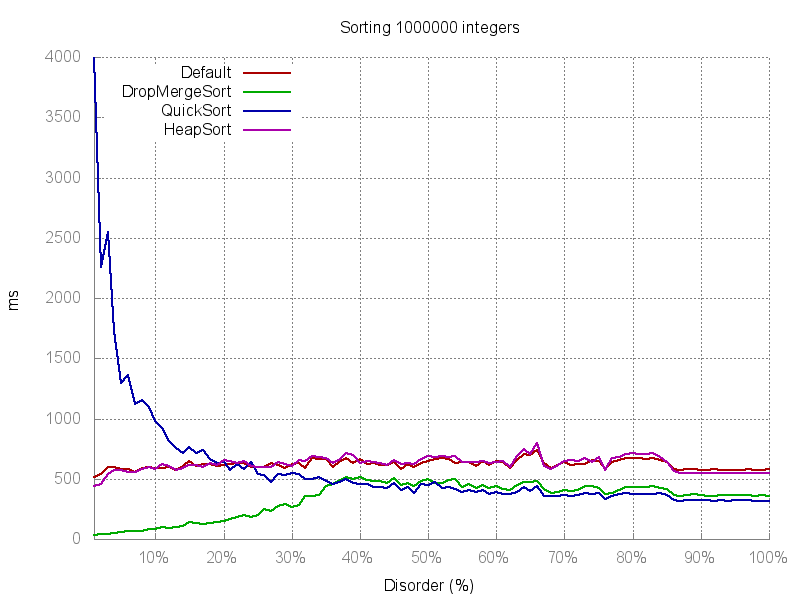 Sorting 1000000 integers
4000
3500
3000
2500
2000
1500
1000
500
0
ms
Default
DropMergeSort
QuickSort
HeapSort
10% 20% 30% 40% 50% 60% 70% 80% 90% 100%
Disorder (%)